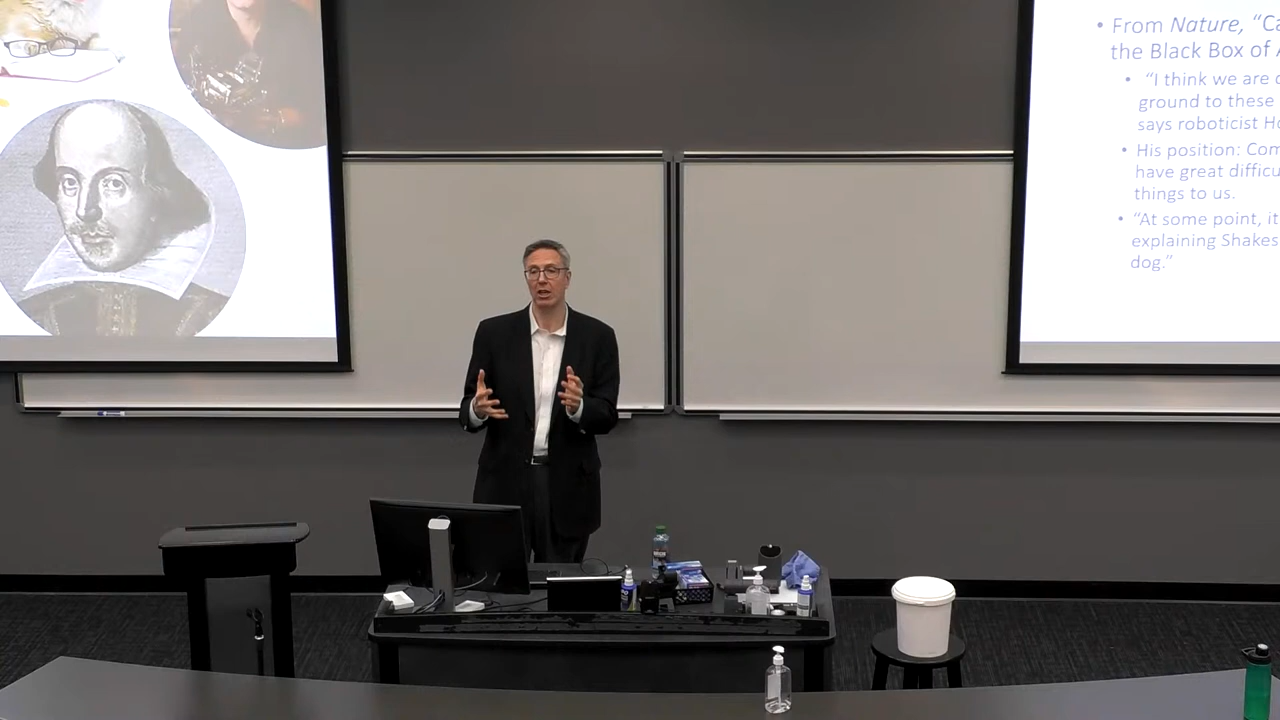 • From Nature, “Ca
the Black Box of
• “I think we are
ground to these
says roboticist Ho
• His position: Com
have great difficu
things to us.
• “At some point, it
explaining Shakes
dog.”